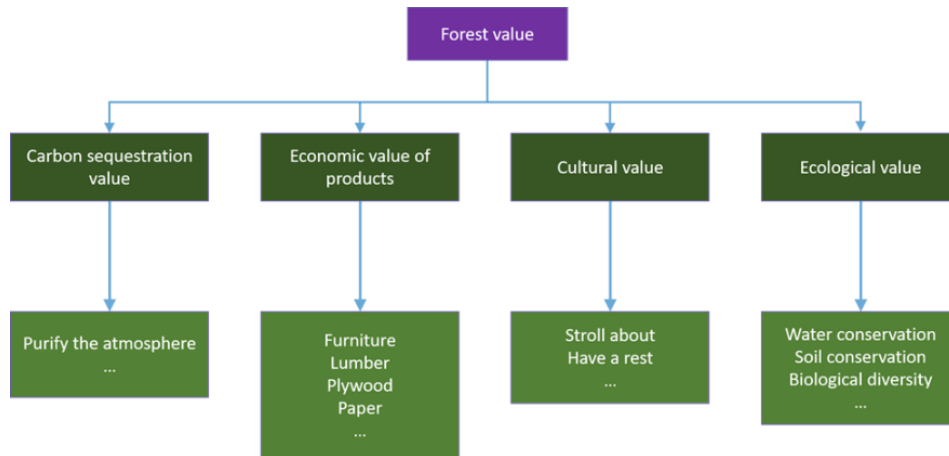 Forest value
Carbon sequestration
value
Economic value of
products
Cultural value
Ecological value
Purify the atmosphere
...
Furniture
Lumber
Plywood
Paper
...
Stroll about
Have a rest
...
Water conservation
Soil conservation
Biological diversity
...